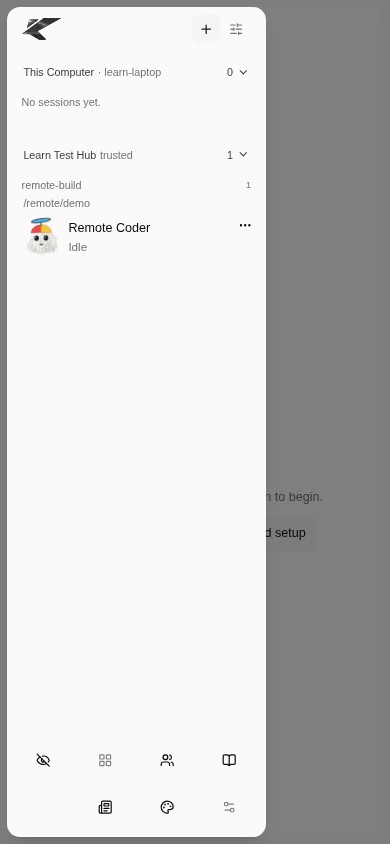 This Computer · learn-laptop 0
No sessions yet.
Learn Test Hub trusted 1
remote-build 1
/remote/demo
Remote Coder
Idle
to begin.
setup